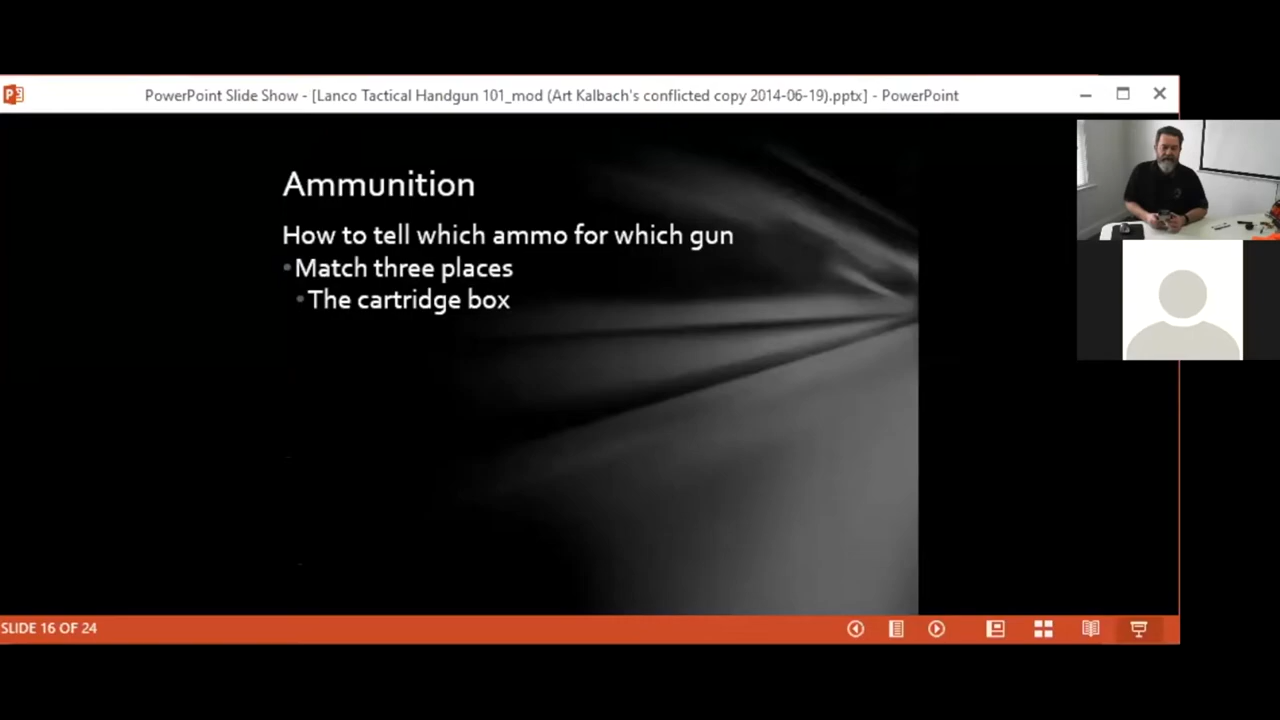 PowerPoint Slide Show - [Lanco Tactical Handgun 101_mod (Art Kalbach's conflicted copy 2014-06-19).pptx] - PowerPoint
Ammunition
How to tell which ammo for which gun
•Match three places
•The cartridge box
SLIDE 16 OF 24